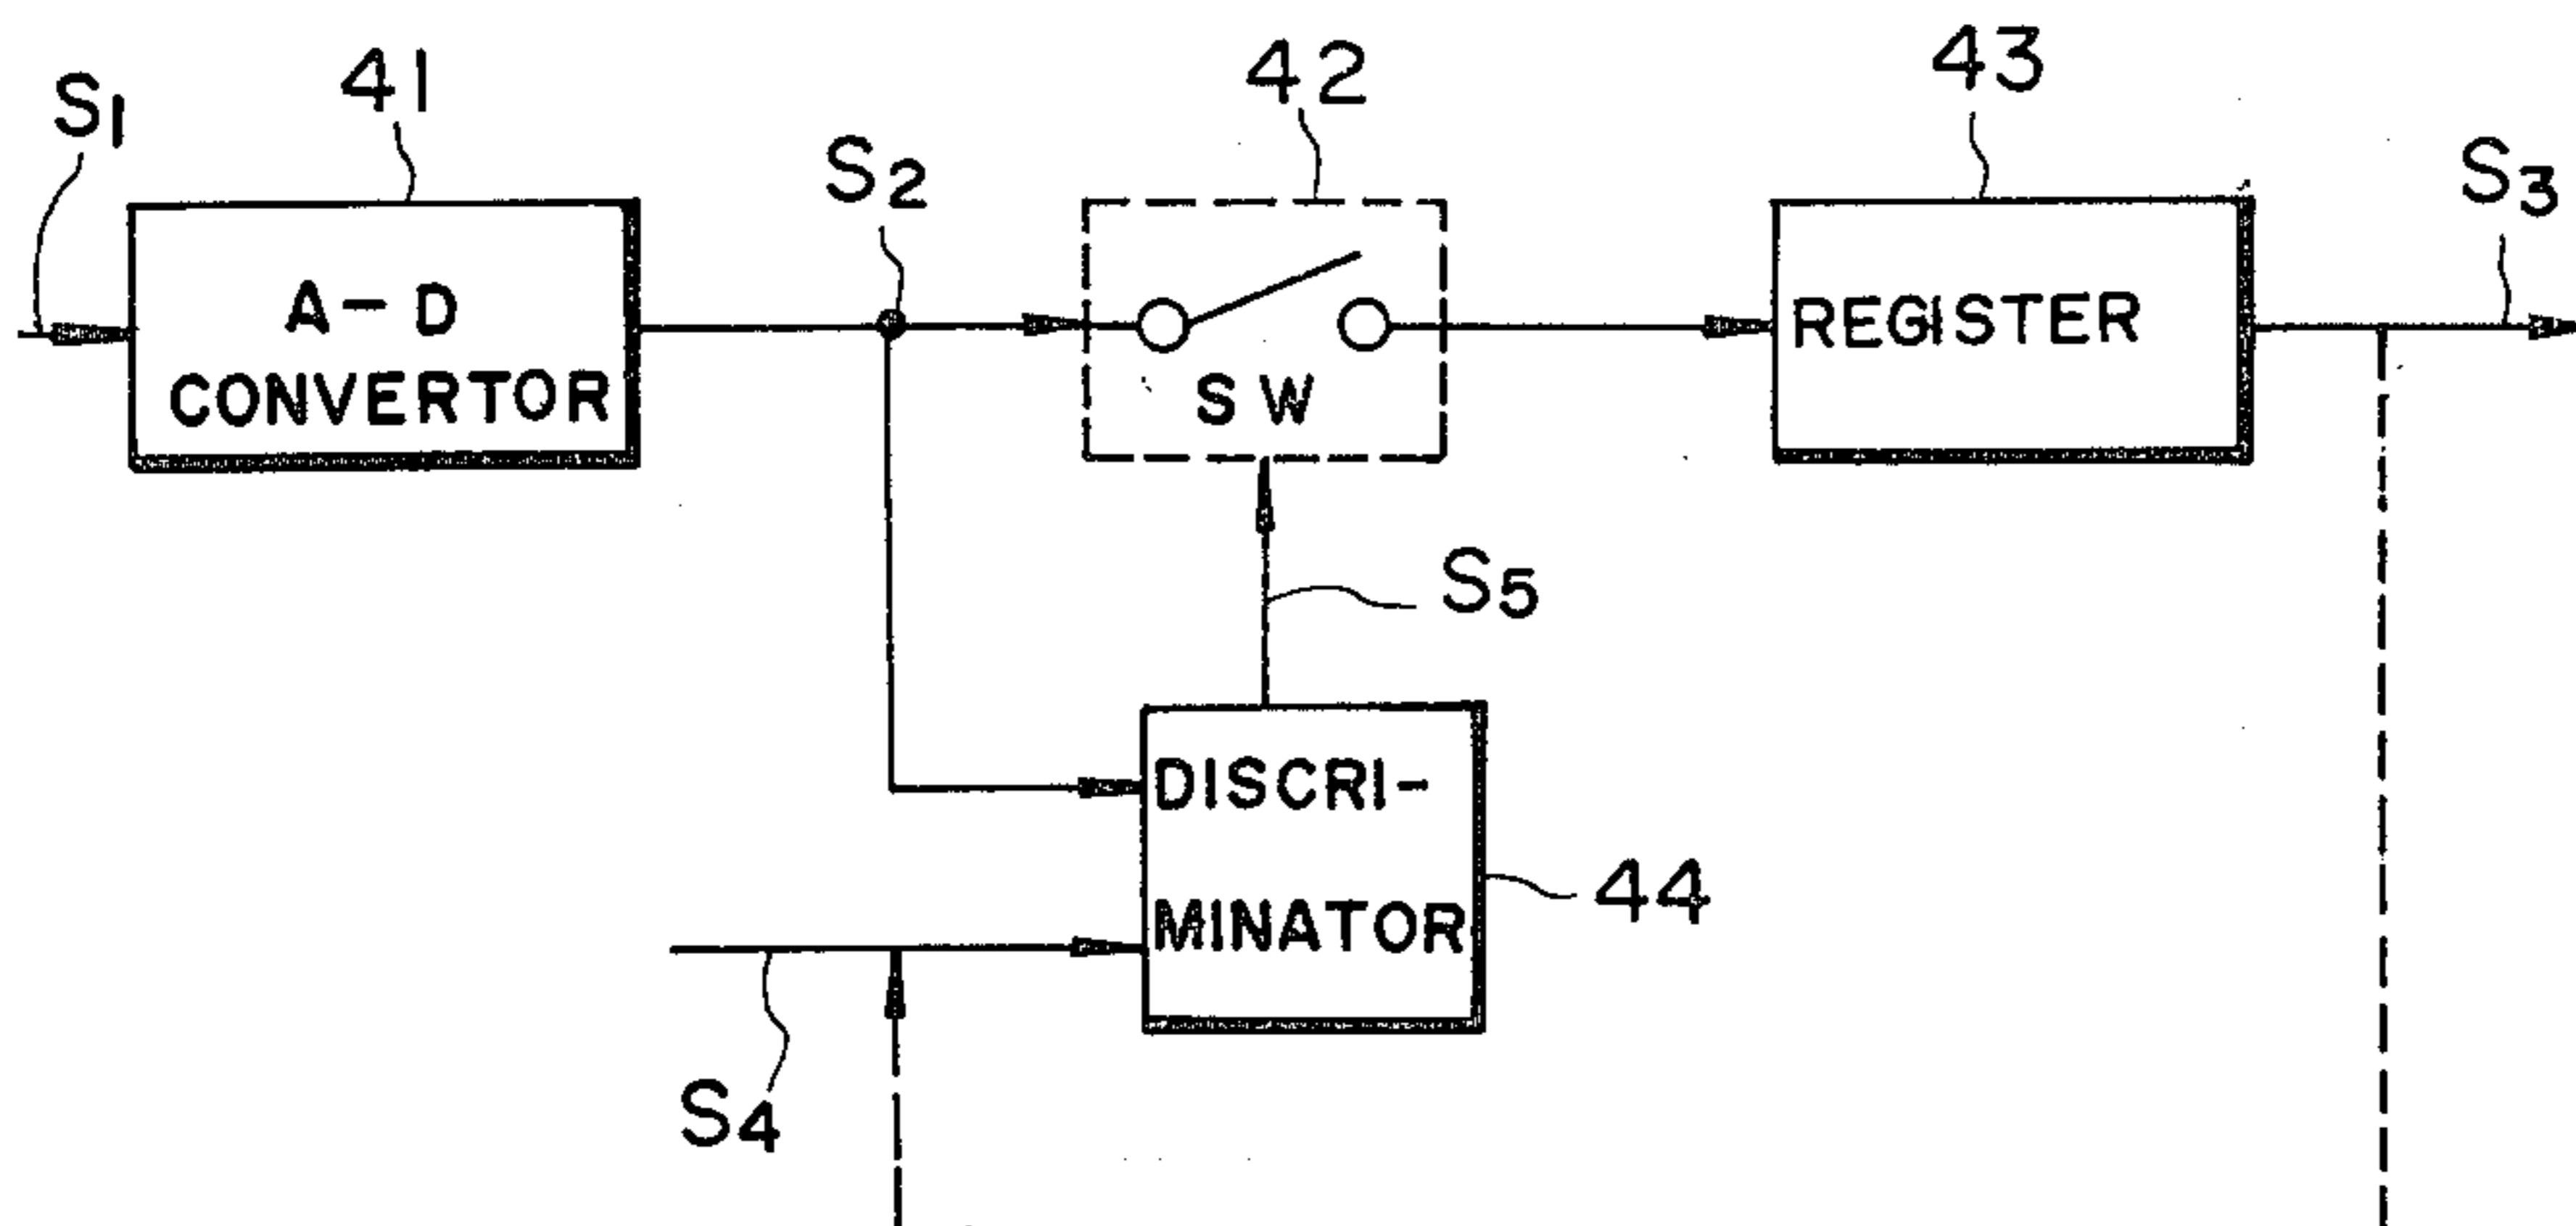 S1
41
S2
42
43
S3
A-D
CONVERTOR
SW
REGISTER
S5
DISCRI-
MINATOR
44
S4